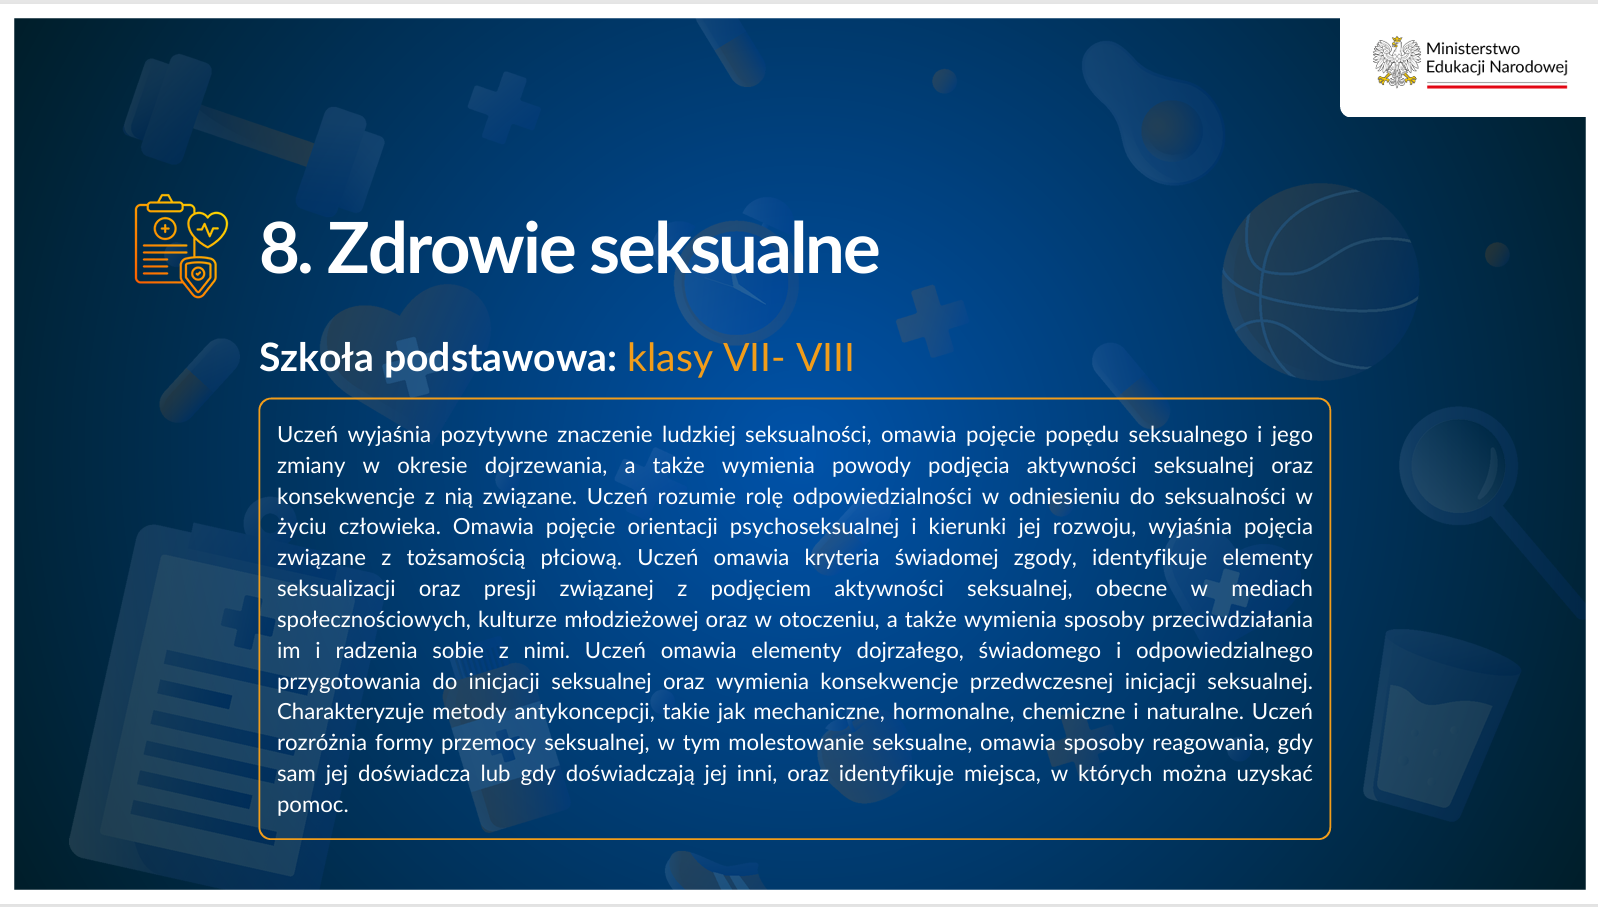 Ministerstwo
Edukacji Narodowej
8. Zdrowie seksualne
Szkoła podstawowa: klasy VII- VIII
Uczeń wyjaśnia pozytywne znaczenie ludzkiej seksualności, omawia pojęcie popędu seksualnego i jego
zmiany w okresie dojrzewania, a także wymienia powody podjęcia aktywności seksualnej oraz
konsekwencje z nią związane. Uczeń rozumie rolę odpowiedzialności w odniesieniu do seksualności w
życiu człowieka. Omawia pojęcie orientacji psychoseksualnej i kierunki jej rozwoju, wyjaśnia pojęcia
związane z tożsamością płciową. Uczeń omawia kryteria świadomej zgody, identyfikuje elementy
seksualizacji oraz presji związanej z podjęciem aktywności seksualnej, obecne w mediach
społecznościowych, kulturze młodzieżowej oraz w otoczeniu, a także wymienia sposoby przeciwdziałania
im i radzenia sobie z nimi. Uczeń omawia elementy dojrzałego, świadomego i odpowiedzialnego
przygotowania do inicjacji seksualnej oraz wymienia konsekwencje przedwczesnej inicjacji seksualnej.
Charakteryzuje metody antykoncepcji, takie jak mechaniczne, hormonalne, chemiczne i naturalne. Uczeń
rozróżnia formy przemocy seksualnej, w tym molestowanie seksualne, omawia sposoby reagowania, gdy
sam jej doświadcza lub gdy doświadczają jej inni, oraz identyfikuje miejsca, w których można uzyskać
pomoc.